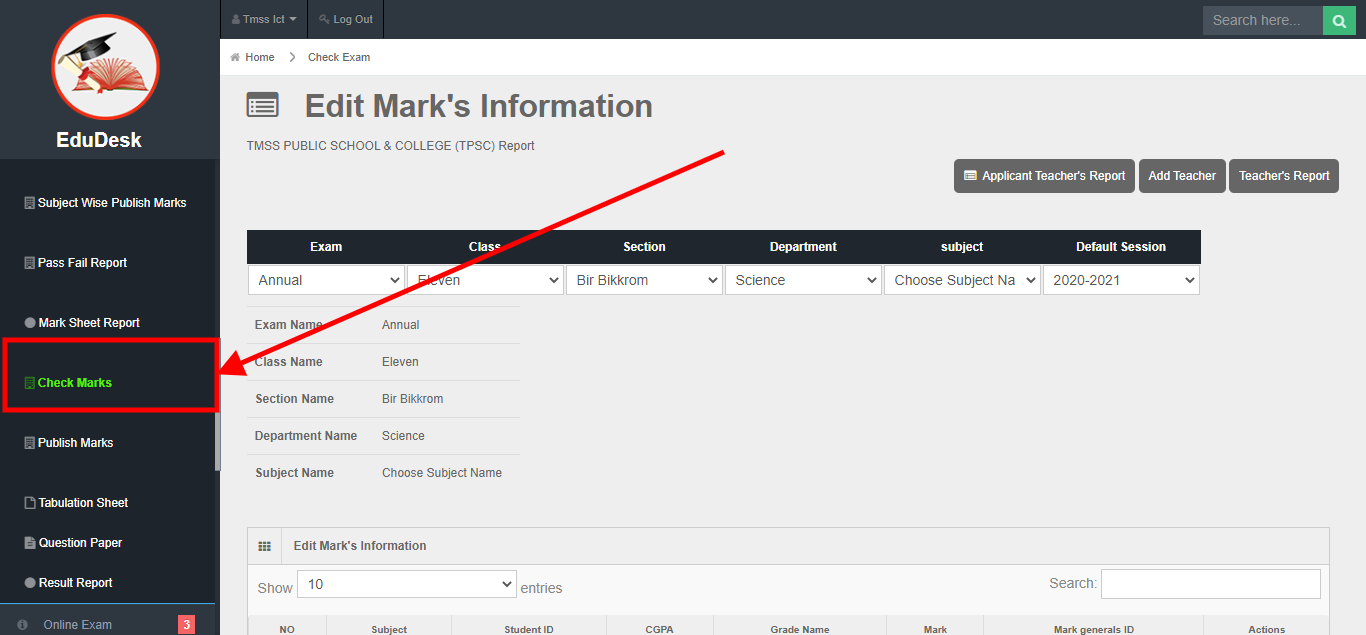 Tmss Ict
Log Out
Search here...
EduDesk
Home
Check Exam
Edit Mark's Information
TMSS PUBLIC SCHOOL & COLLEGE (TPSC) Report
Applicant Teacher's Report
Add Teacher
Teacher's Report
Subject Wise Publish Marks
Pass Fail Report
Mark Sheet Report
Check Marks
Publish Marks
Tabulation Sheet
Question Paper
Result Report
Online Exam 3
Exam Class Section Department subject Default Session
Annual Eleven Bir Bikkrom Science Choose Subject Na 2020-2021
Exam Name Annual
Class Name Eleven
Section Name Bir Bikkrom
Department Name Science
Subject Name Choose Subject Name
Edit Mark's Information
Show 10 entries Search:
NO Subject Student ID CGPA Grade Name Mark Mark generals ID Actions